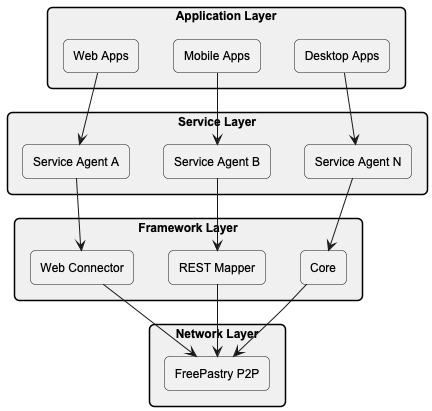 Application Layer
Web Apps
Mobile Apps
Desktop Apps
Service Layer
Service Agent A
Service Agent B
Service Agent N
Framework Layer
Web Connector
REST Mapper
Core
Network Layer
FreePastry P2P